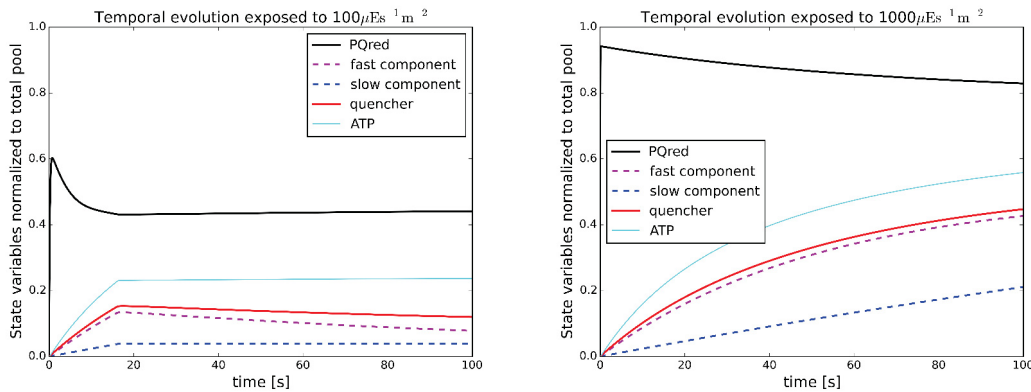 Temporal evolution exposed to 100μEs ¹m ²
State variables normalized to total pool
1.0
0.8
0.6
0.4
0.2
0.0
PQred
fast component
slow component
quencher
ATP
0
20
40
60
80
100
time [s]
Temporal evolution exposed to 1000μEs ¹m ²
State variables normalized to total pool
1.0
0.8
0.6
0.4
0.2
0.0
PQred
fast component
slow component
quencher
ATP
0
20
40
60
80
100
time [s]